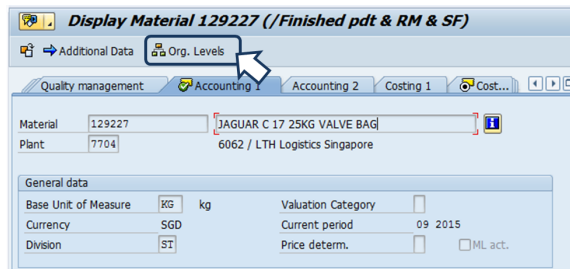 Display Material 129227 (/Finished pdt & RM & SF)
Additional Data Org. Levels
Quality management Accounting 1 Accounting 2 Costing 1 Cost...
Material 129227 JAGUAR C 17 25KG VALVE BAG
Plant 7704 6062 / LTH Logistics Singapore
General data
Base Unit of Measure KG kg Valuation Category
Currency SGD Current period 09 2015
Division ST Price determ. ML act.